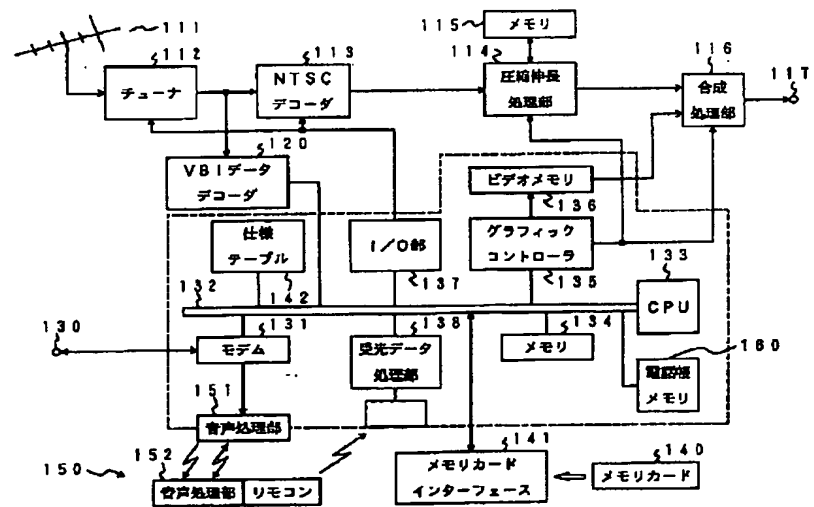 111
115
メモリ
112
113
114
116
117
チューナ
NTSC
デコーダ
圧縮伸長
処理部
合成
処理部
120
VBIデータ
デコーダ
ビデオメモリ
136
仕様
テーブル
I/O部
グラフィック
コントローラ
133
132
142
137
135
CPU
130
131
138
134
160
モデム
受光データ
処理部
メモリ
電話帳
メモリ
151
音声処理部
141
140
150
152
音声処理部
リモコン
メモリカード
インターフェース
メモリカード